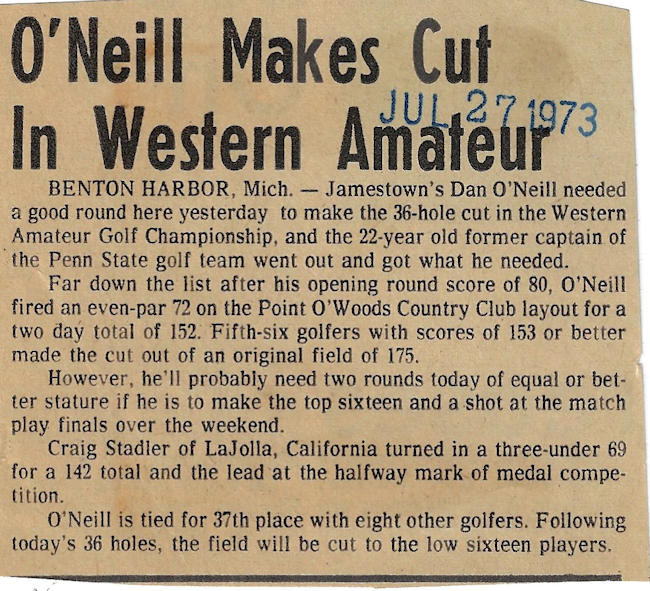 O'Neill Makes Cut
JUL 27 1973
In Western Amateur
BENTON HARBOR, Mich. — Jamestown's Dan O'Neill needed
a good round here yesterday to make the 36-hole cut in the Western
Amateur Golf Championship, and the 22-year old former captain of
the Penn State golf team went out and got what he needed.
Far down the list after his opening round score of 80, O'Neill
fired an even-par 72 on the Point O'Woods Country Club layout for a
two day total of 152. Fifth-six golfers with scores of 153 or better
made the cut out of an original field of 175.
However, he'll probably need two rounds today of equal or bet-
ter stature if he is to make the top sixteen and a shot at the match
play finals over the weekend.
Craig Stadler of LaJolla, California turned in a three-under 69
for a 142 total and the lead at the halfway mark of medal compe-
tition.
O'Neill is tied for 37th place with eight other golfers. Following
today's 36 holes, the field will be cut to the low sixteen players.